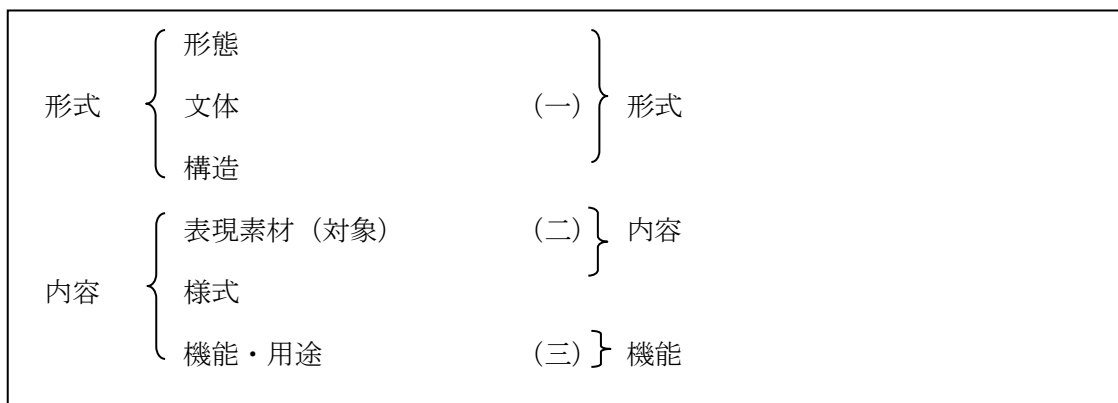 形態
形式 文体 (一) 形式
構造
表現素材(対象) (二) 内容
内容 様式
機能・用途 (三) 機能